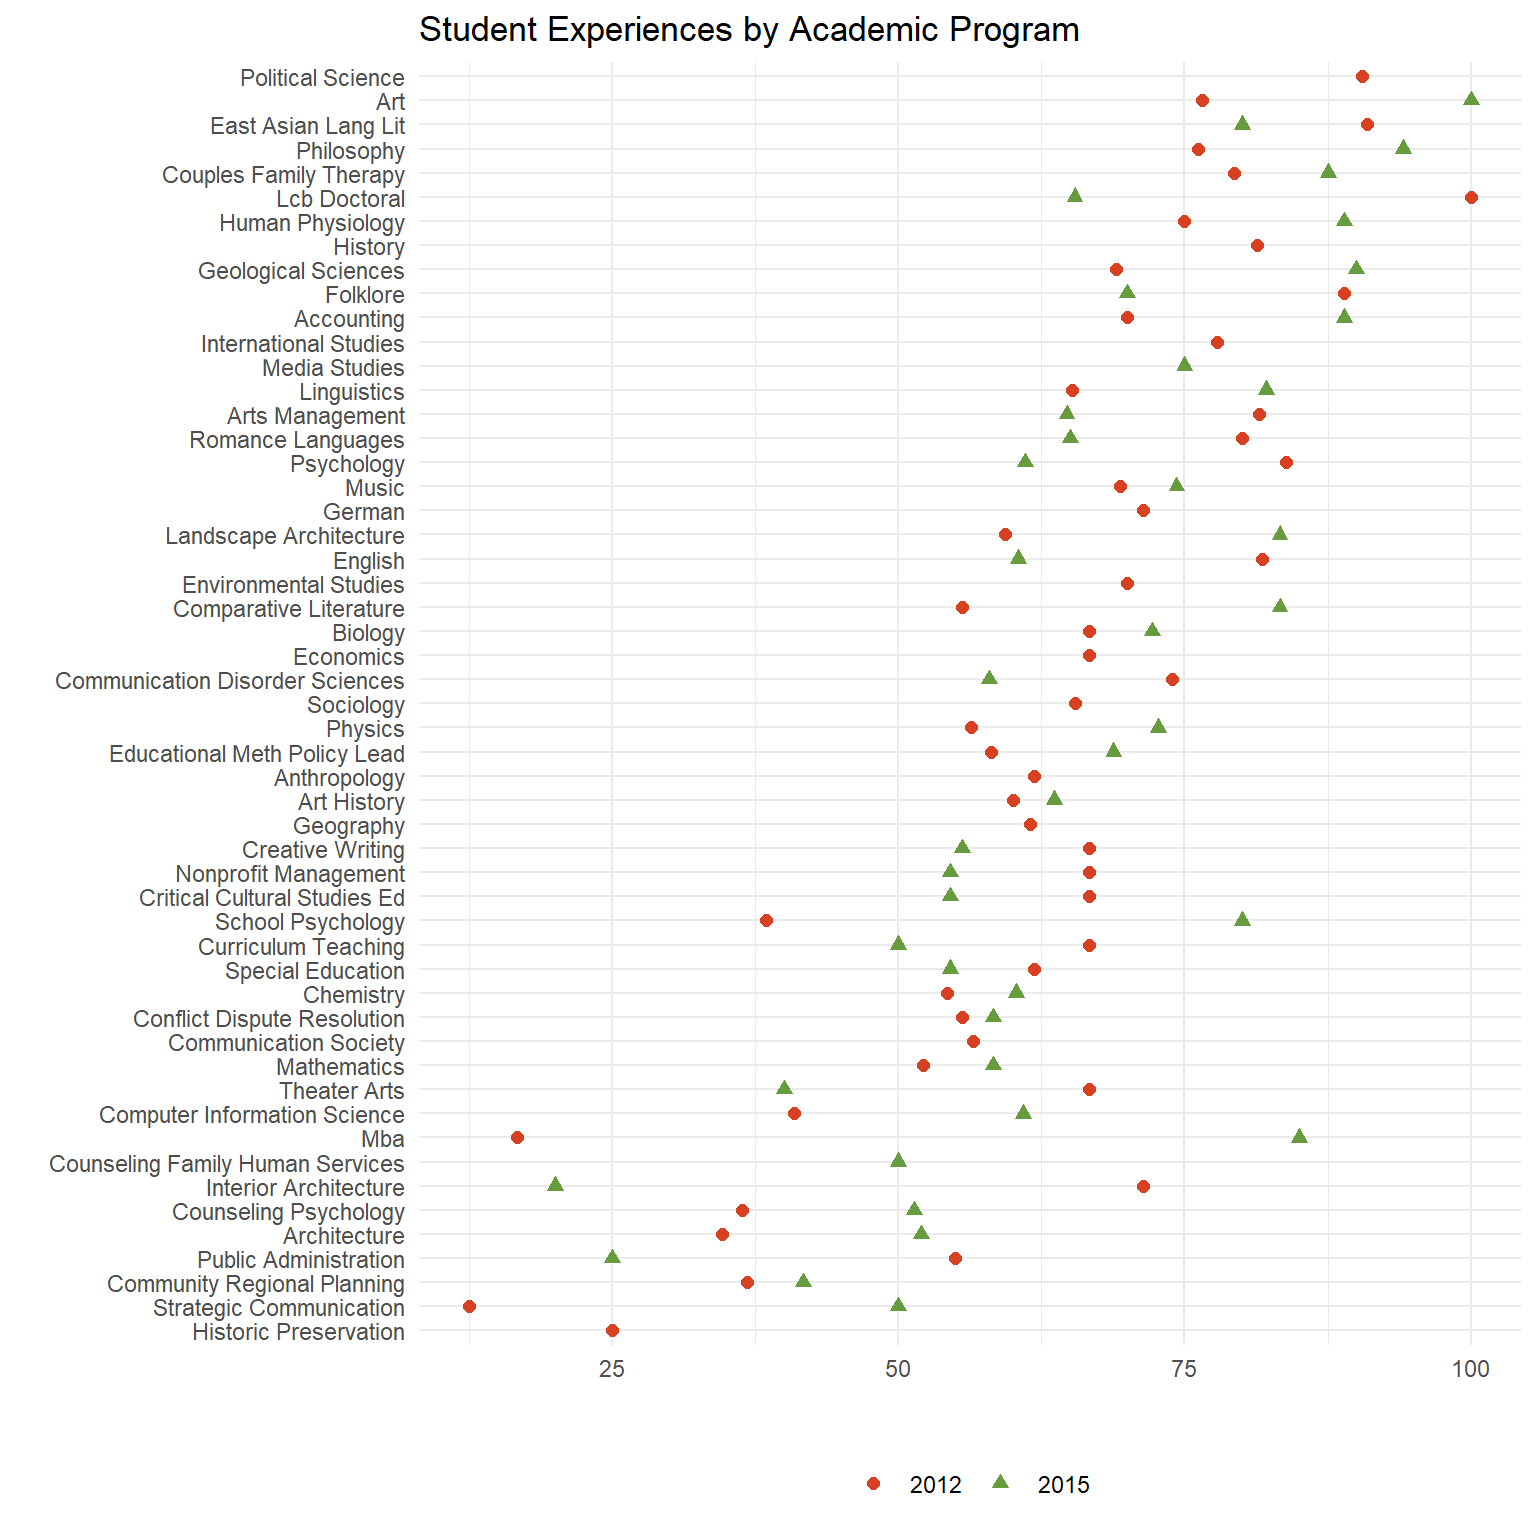 Student Experiences by Academic Program
Political Science
Art
East Asian Lang Lit
Philosophy
Couples Family Therapy
Lcb Doctoral
Human Physiology
History
Geological Sciences
Folklore
Accounting
International Studies
Media Studies
Linguistics
Arts Management
Romance Languages
Psychology
Music
German
Landscape Architecture
English
Environmental Studies
Comparative Literature
Biology
Economics
Communication Disorder Sciences
Sociology
Physics
Educational Meth Policy Lead
Anthropology
Art History
Geography
Creative Writing
Nonprofit Management
Critical Cultural Studies Ed
School Psychology
Curriculum Teaching
Special Education
Chemistry
Conflict Dispute Resolution
Communication Society
Mathematics
Theater Arts
Computer Information Science
Mba
Counseling Family Human Services
Interior Architecture
Counseling Psychology
Architecture
Public Administration
Community Regional Planning
Strategic Communication
Historic Preservation
25 50 75 100
2012 2015